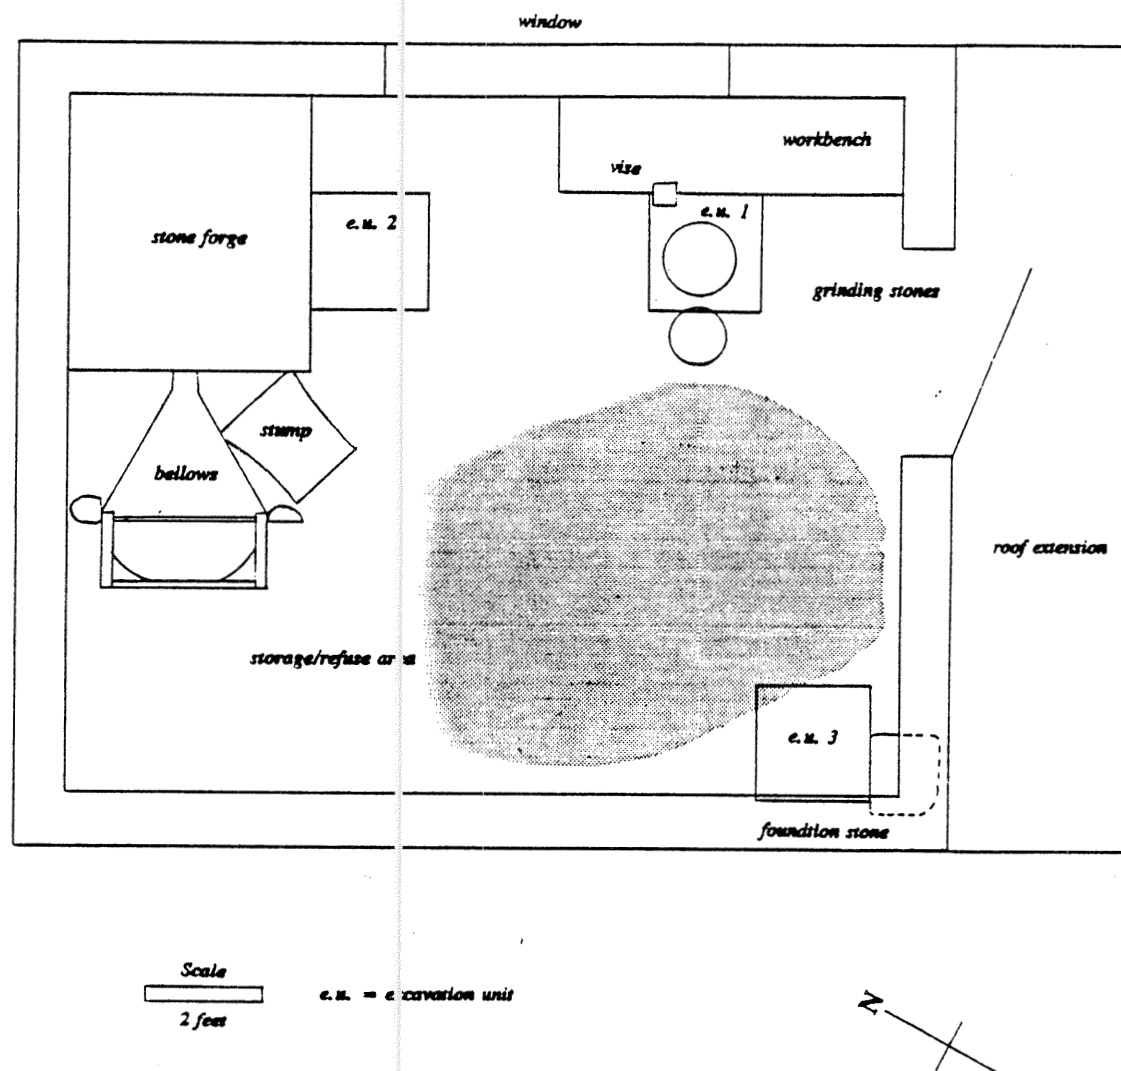 window
workbench
vise
e.u. 1
e.u. 2
stone forge
grinding stones
stump
bellows
roof extension
storage/refuse area
e.u. 3
foundtion stone
Scale
2 feet
e.u. = excavation unit
N